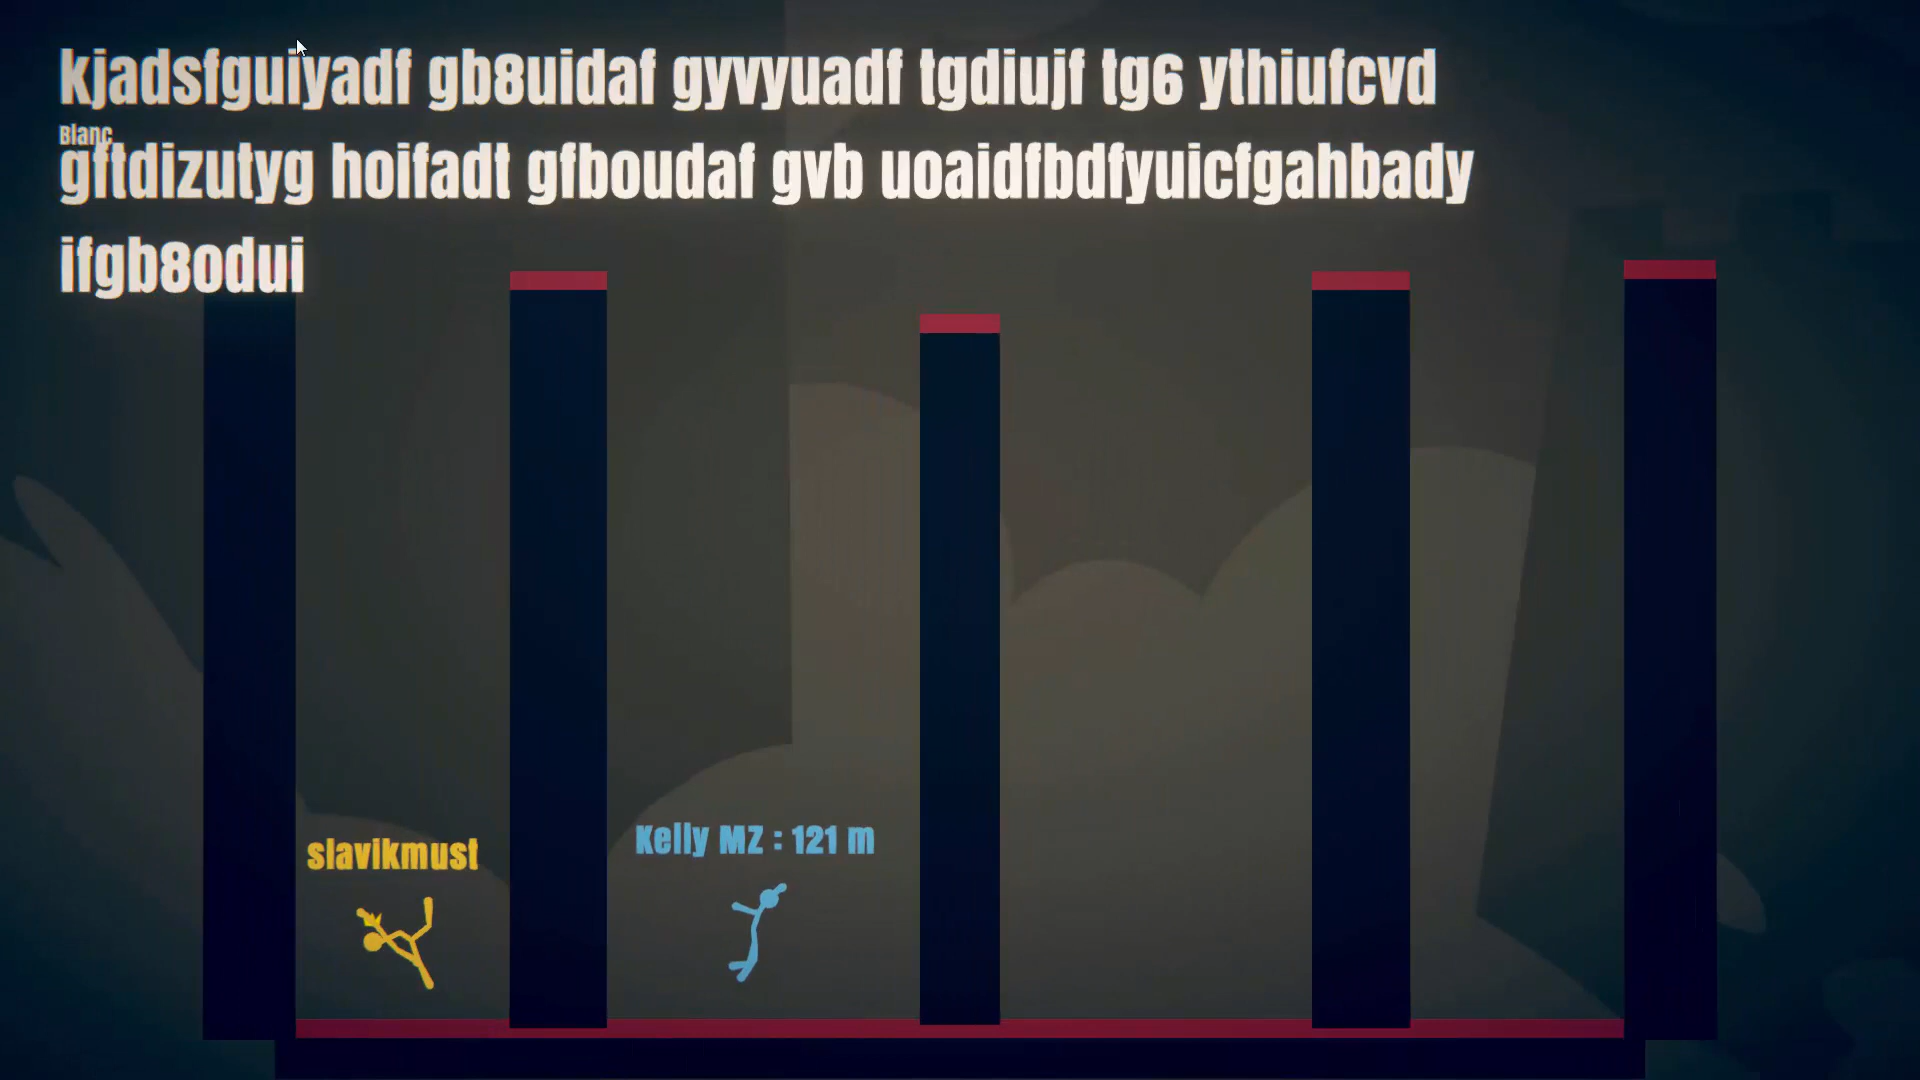 kjadsfguiyadf gb8uidaf gyvyuadf tgdiujf tg6 ythiufcvd
Blanc
gftdizutyg hoifadt gfboudaf gvb uoaidfbdfyuicfgahbady
ifgb8odui
slavikmust
Kelly MZ : 121 m